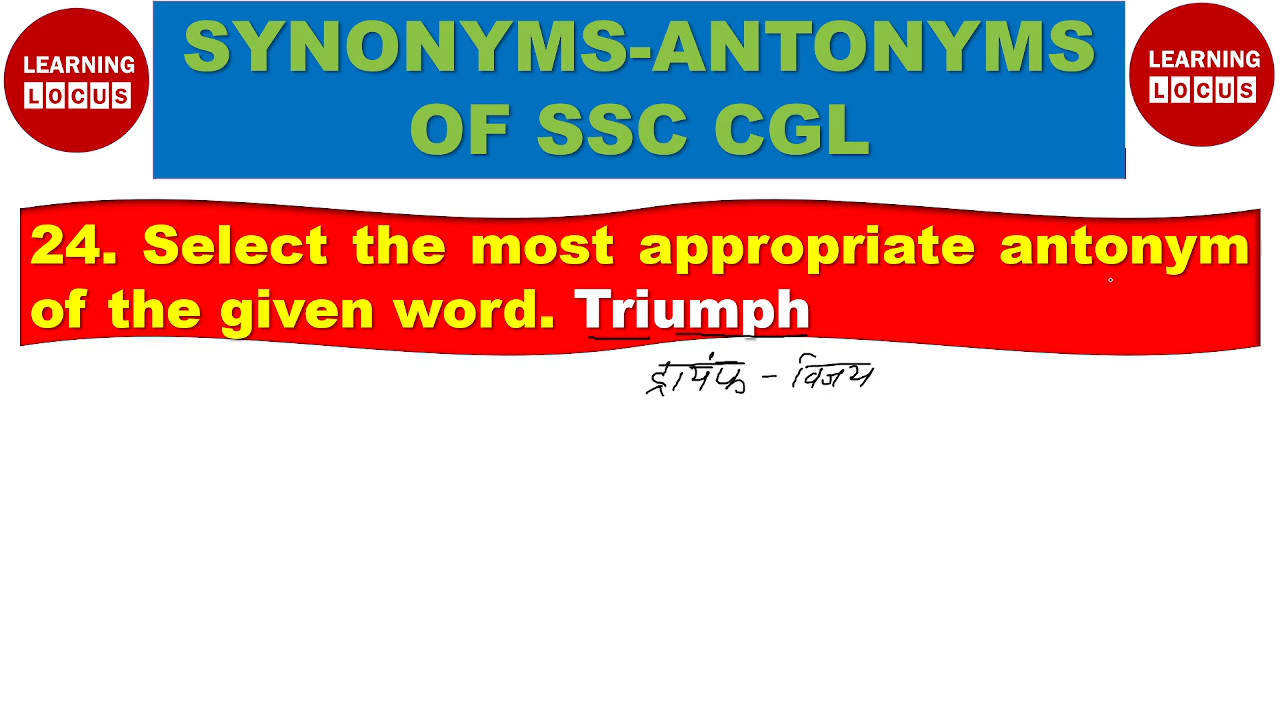 LEARNING
LOCUS
SYNONYMS-ANTONYMS
OF SSC CGL
LEARNING
LOCUS
24. Select the most appropriate antonym
of the given word. Triumph
ट्रायंफ - विजय